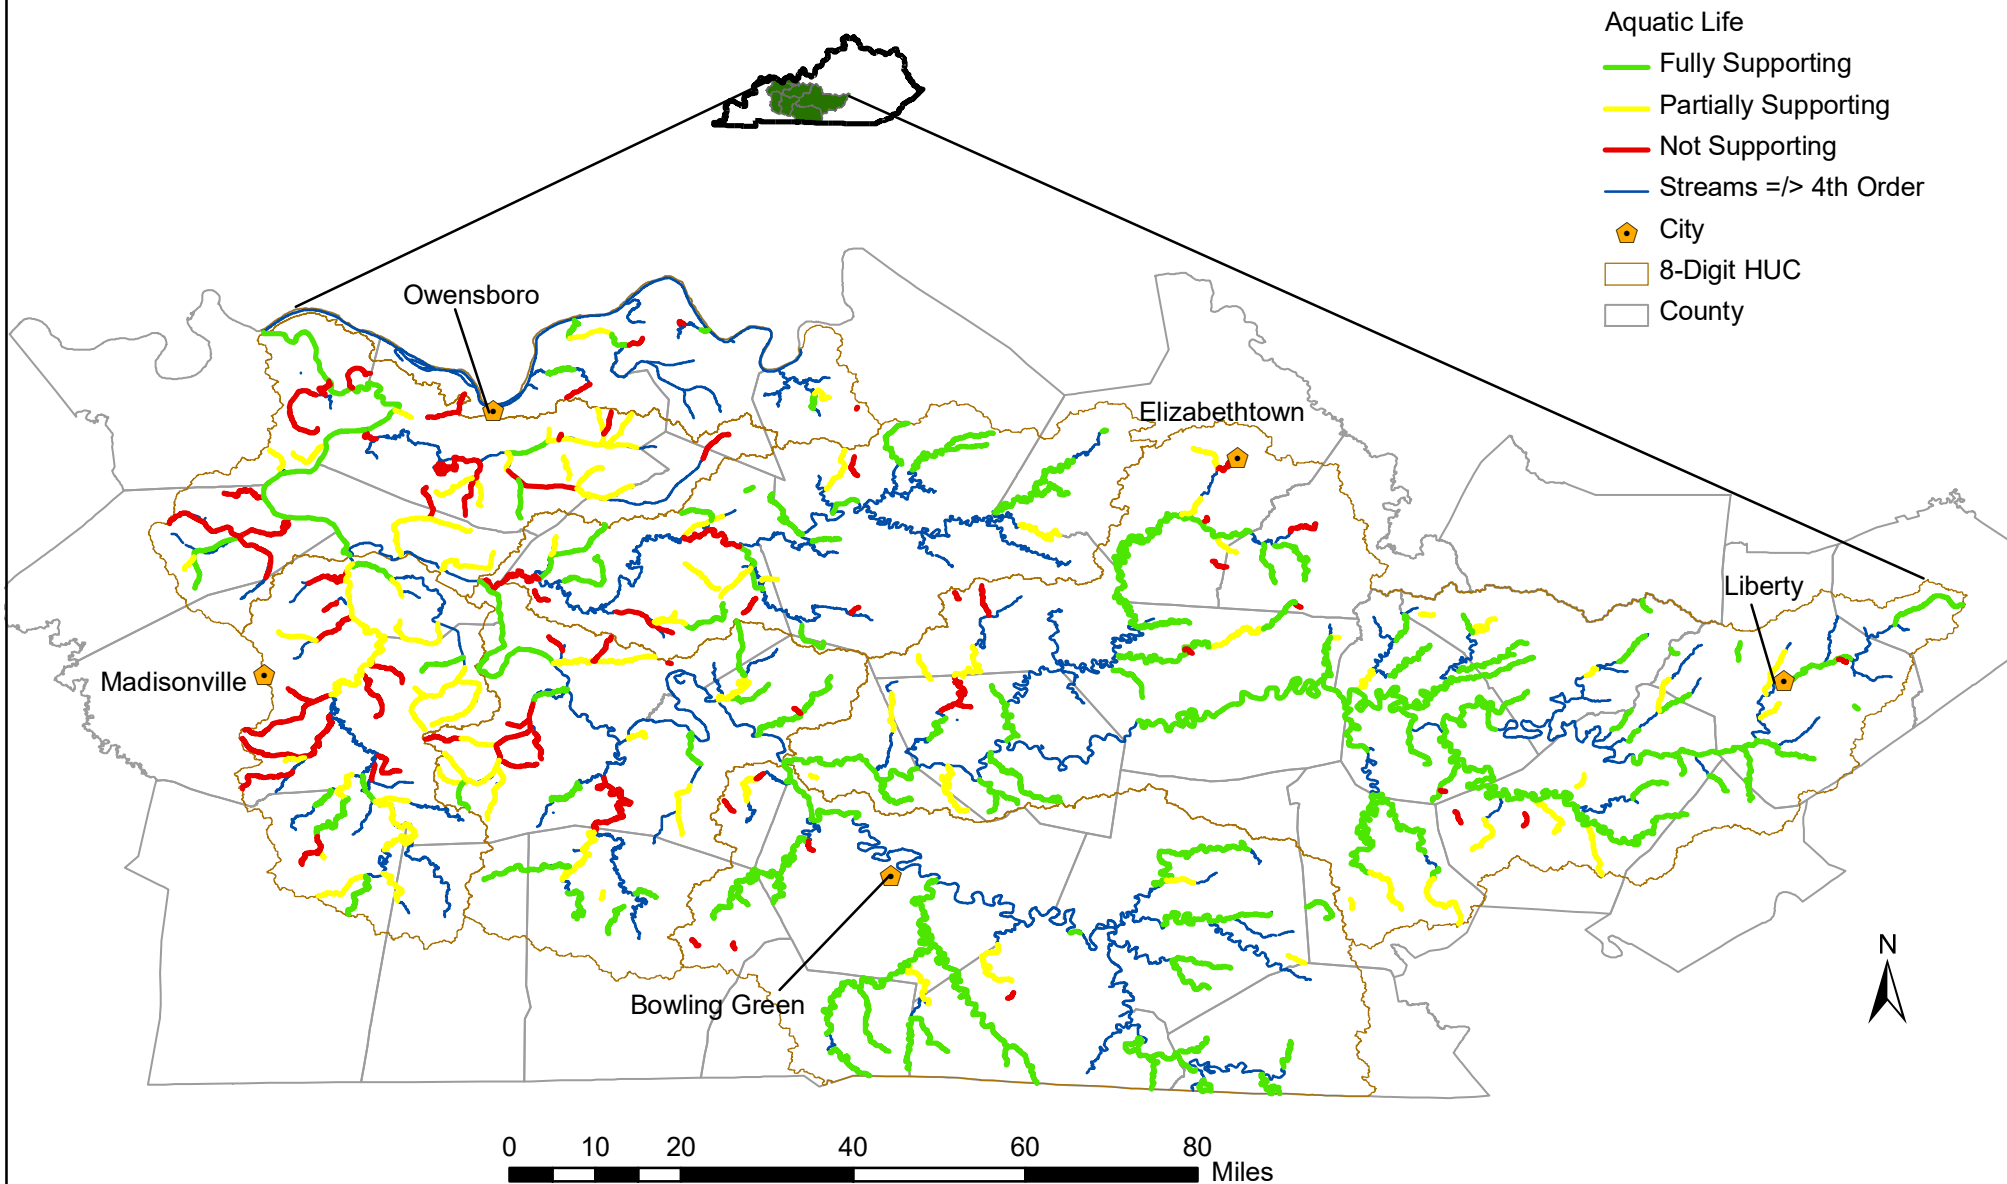 Aquatic Life
Fully Supporting
Partially Supporting
Not Supporting
Streams =/> 4th Order
City
8-Digit HUC
County
Owensboro
Elizabethtown
Liberty
Madisonville
Bowling Green
N
0 10 20 40 60 80
Miles